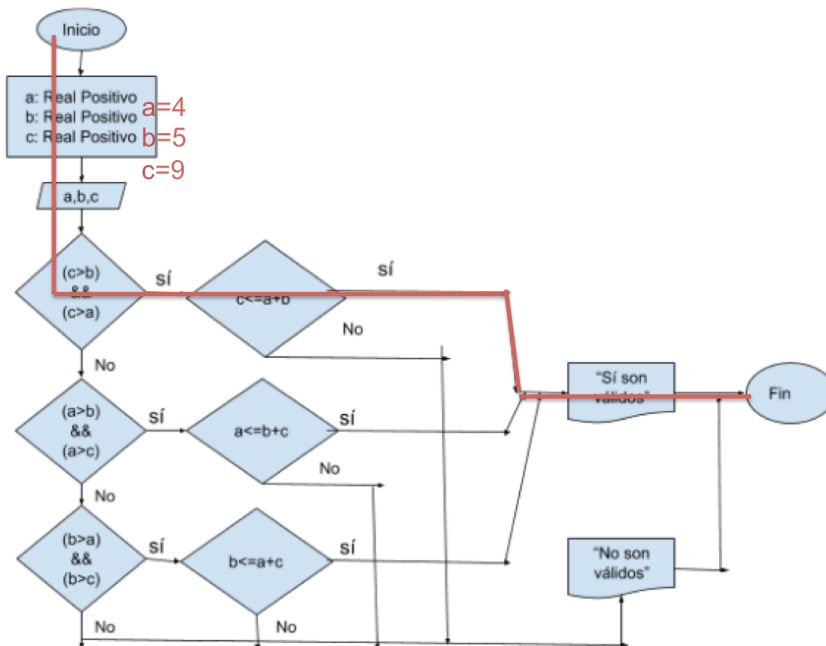 Inicio
a: Real Positivo
b: Real Positivo
c: Real Positivo
a=4
b=5
c=9
a,b,c
(c>b)
&&
(c>a)
sí
c<=a+b
sí
No
No
"Sí son
válidos"
Fin
(a>b)
&&
(a>c)
sí
a<=b+c
sí
No
No
(b>a)
&&
(b>c)
sí
b<=a+c
sí
"No son
válidos"
No
No